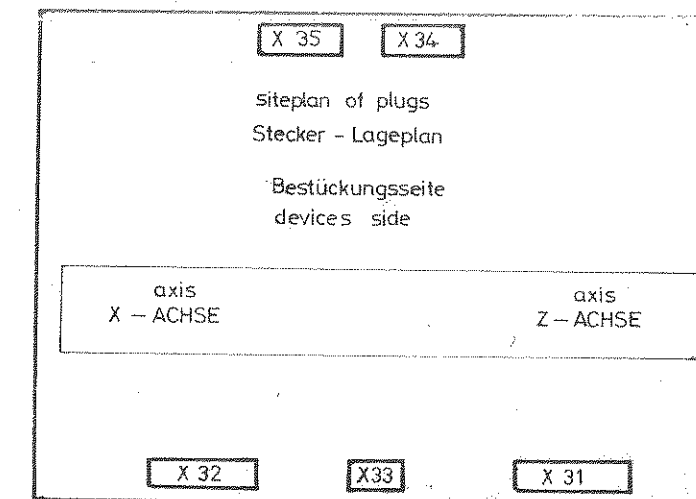 X 35
X 34
siteplan of plugs
Stecker – Lageplan
Bestückungsseite
devices side
axis
X – ACHSE
axis
Z – ACHSE
X 32
X33
X 31